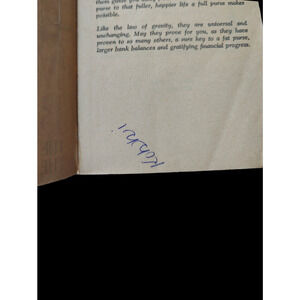 purse to that fuller, happier life a full purse makes
possible.
Like the law of gravity, they are universal and
unchanging. May they prove for you, as they have
proven to so many others, a sure key to a fat purse,
larger bank balances and gratifying financial progress.